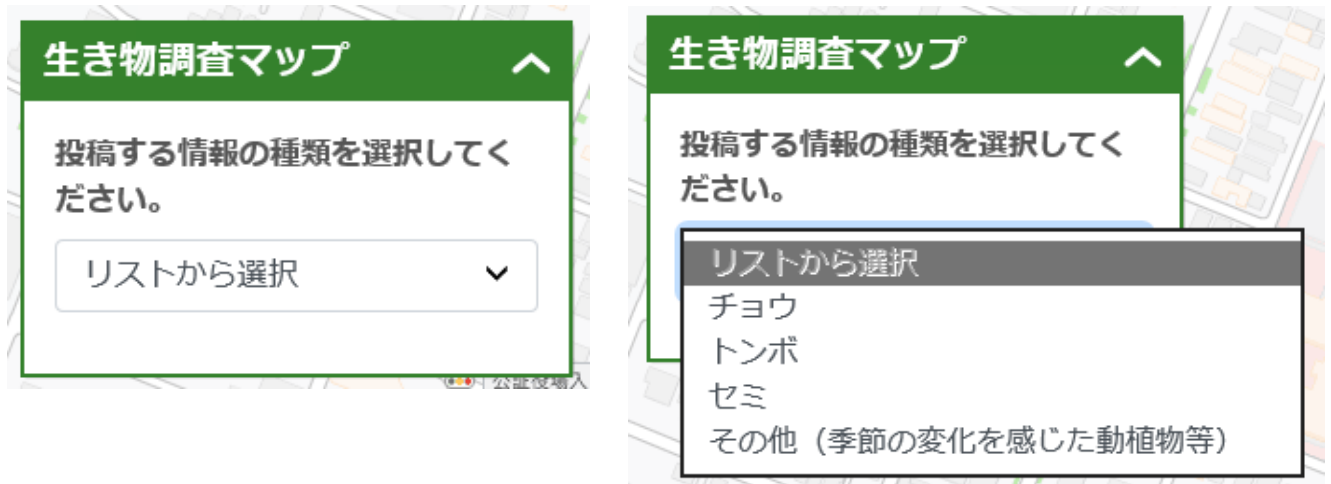 生き物調査マップ
投稿する情報の種類を選択してく
ださい。
リストから選択
生き物調査マップ
投稿する情報の種類を選択してく
ださい。
リストから選択
チョウ
トンボ
セミ
その他（季節の変化を感じた動植物等）